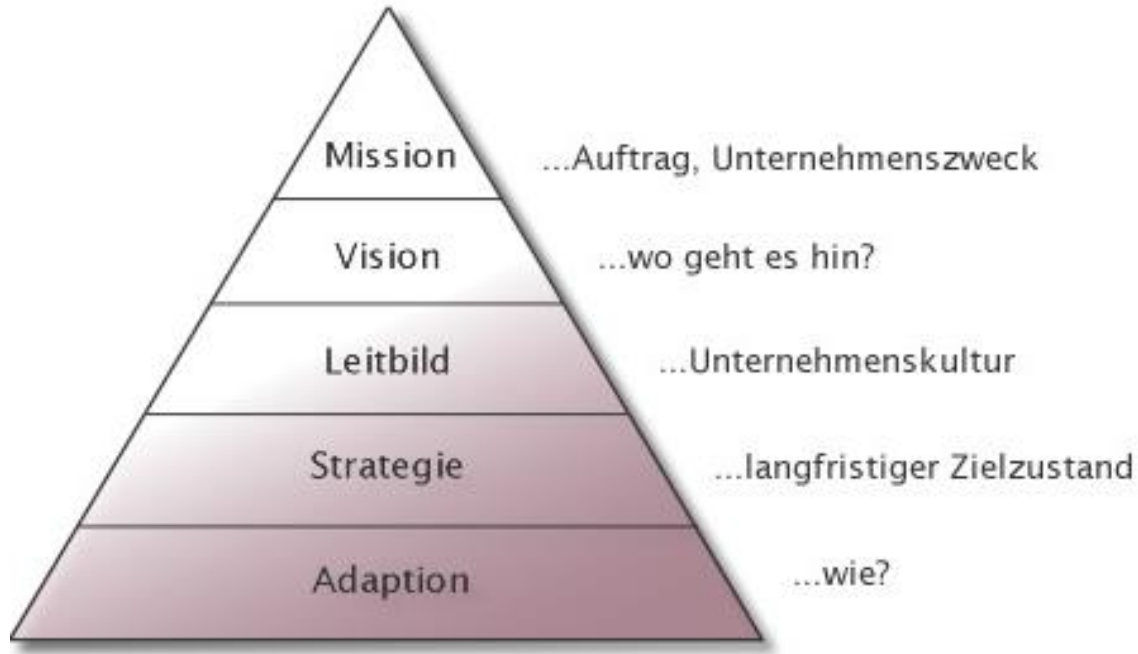 Mission ...Auftrag, Unternehmenszweck
Vision ...wo geht es hin?
Leitbild ...Unternehmenskultur
Strategie ...langfristiger Zielzustand
Adaption ...wie?